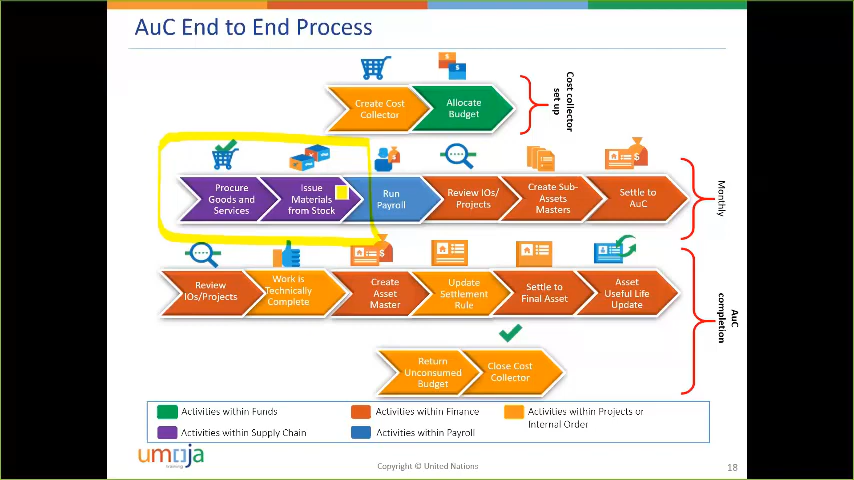 AuC End to End Process
Create Cost
Collector
Allocate
Budget
Cost collector
set up
Procure
Goods and
Services
Issue
Materials
from Stock
Run
Payroll
Review IOs/
Projects
Create Sub-
Assets
Masters
Settle to
AuC
Monthly
Review
IOs/Projects
Work is
Technically
Complete
Create
Asset
Master
Update
Settlement
Rule
Settle to
Final Asset
Asset
Useful Life
Update
AuC
completion
Return
Unconsumed
Budget
Close Cost
Collector
Activities within Funds
Activities within Finance
Activities within Projects or
Internal Order
Activities within Supply Chain
Activities within Payroll
umoja
training
Copyright © United Nations
18